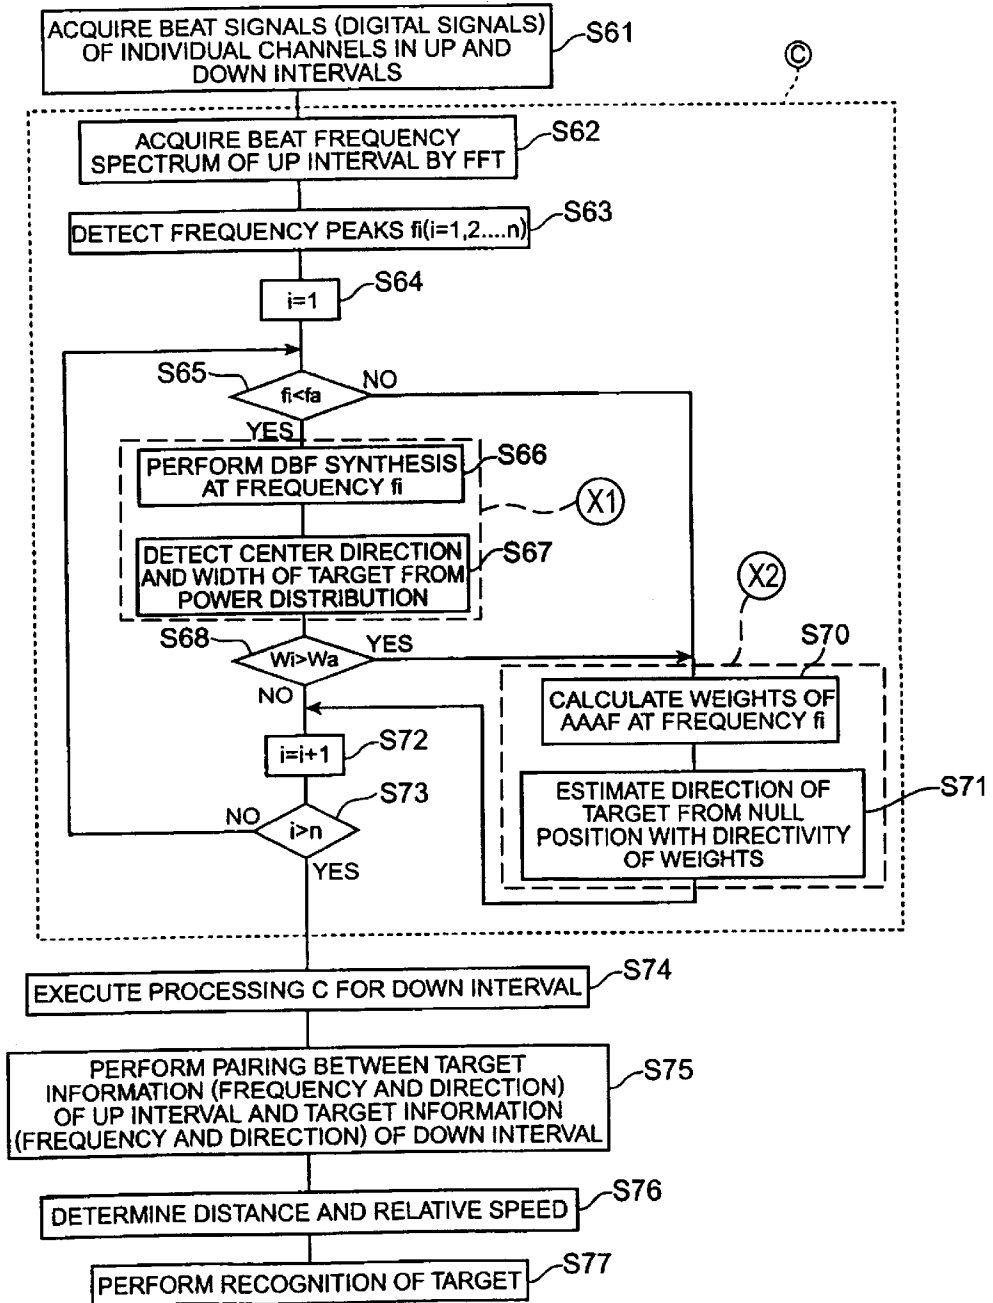 ACQUIRE BEAT SIGNALS (DIGITAL SIGNALS)
OF INDIVIDUAL CHANNELS IN UP AND
DOWN INTERVALS
S61
C
ACQUIRE BEAT FREQUENCY
SPECTRUM OF UP INTERVAL BY FFT
S62
DETECT FREQUENCY PEAKS fi(i=1,2....n)
S63
i=1
S64
S65
fi<fa
NO
YES
PERFORM DBF SYNTHESIS
AT FREQUENCY fi
S66
X1
DETECT CENTER DIRECTION
AND WIDTH OF TARGET FROM
POWER DISTRIBUTION
S67
X2
S68
Wi>Wa
YES
NO
S70
CALCULATE WEIGHTS OF
AAAF AT FREQUENCY fi
i=i+1
S72
ESTIMATE DIRECTION OF
TARGET FROM NULL
POSITION WITH DIRECTIVITY
OF WEIGHTS
S71
S73
NO
i>n
YES
EXECUTE PROCESSING C FOR DOWN INTERVAL
S74
PERFORM PAIRING BETWEEN TARGET
INFORMATION (FREQUENCY AND DIRECTION)
OF UP INTERVAL AND TARGET INFORMATION
(FREQUENCY AND DIRECTION) OF DOWN INTERVAL
S75
DETERMINE DISTANCE AND RELATIVE SPEED
S76
PERFORM RECOGNITION OF TARGET
S77